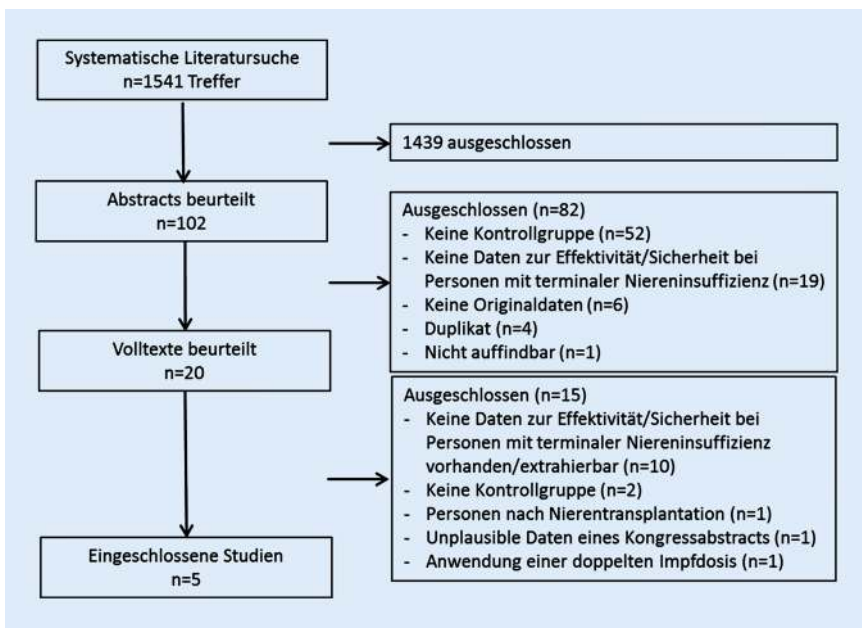 Systematische Literatursuche
n=1541 Treffer
1439 ausgeschlossen
Abstracts beurteilt
n=102
Ausgeschlossen (n=82)
- Keine Kontrollgruppe (n=52)
- Keine Daten zur Effektivität/Sicherheit bei
Personen mit terminaler Niereninsuffizienz (n=19)
- Keine Originaldaten (n=6)
- Duplikat (n=4)
- Nicht auffindbar (n=1)
Volltexte beurteilt
n=20
Ausgeschlossen (n=15)
- Keine Daten zur Effektivität/Sicherheit bei
Personen mit terminaler Niereninsuffizienz
vorhanden/extrahierbar (n=10)
- Keine Kontrollgruppe (n=2)
- Personen nach Nierentransplantation (n=1)
- Unplausible Daten eines Kongressabstracts (n=1)
- Anwendung einer doppelten Impfdosis (n=1)
Eingeschlossene Studien
n=5